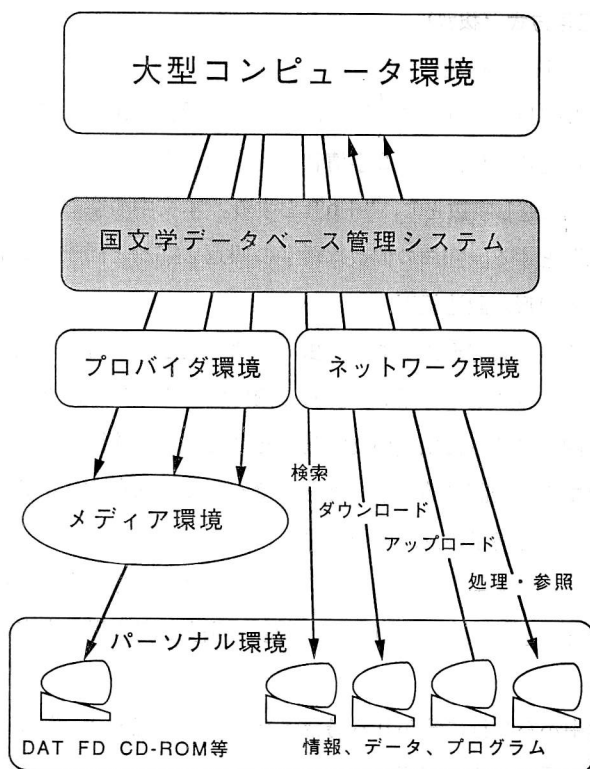 大型コンピュータ環境
国文学データベース管理システム
プロバイダ環境
ネットワーク環境
検索
ダウンロード
アップロード
処理・参照
メディア環境
パーソナル環境
DAT FD CD-ROM等
情報、データ、プログラム